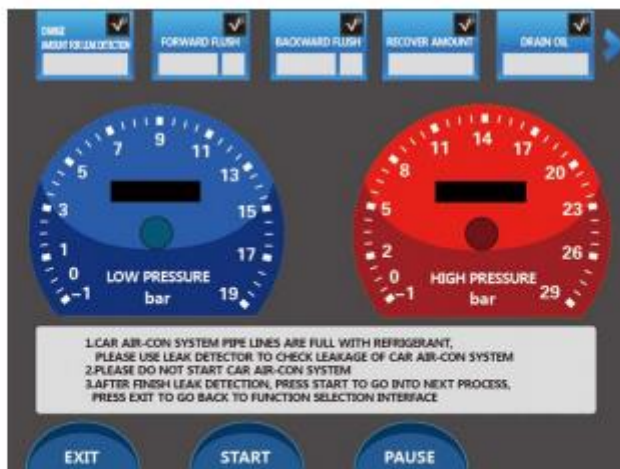 CHARGE
AMOUNT FOR LEAK DETECTION
FORWARD FLUSH
BACKWARD FLUSH
RECOVER AMOUNT
DRAIN OIL
-1 0 1 3 5 7 9 11 13 15 17 19
LOW PRESSURE
bar
-1 0 2 5 8 11 14 17 20 23 26 29
HIGH PRESSURE
bar
1.CAR AIR-CON SYSTEM PIPE LINES ARE FULL WITH REFRIGERANT,
PLEASE USE LEAK DETECTOR TO CHECK LEAKAGE OF CAR AIR-CON SYSTEM
2.PLEASE DO NOT START CAR AIR-CON SYSTEM
3.AFTER FINISH LEAK DETECTION, PRESS START TO GO INTO NEXT PROCESS,
PRESS EXIT TO GO BACK TO FUNCTION SELECTION INTERFACE
EXIT
START
PAUSE